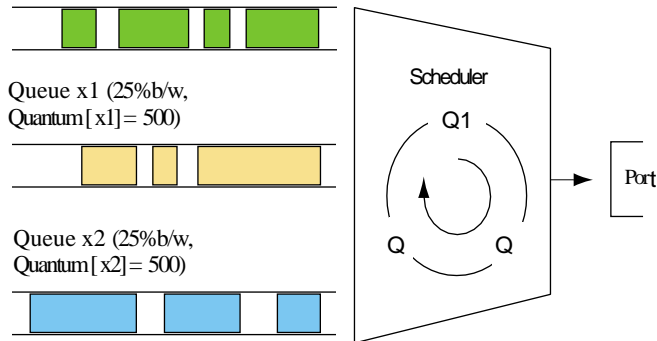 Scheduler
Queue x1 (25%b/w,
Quantum[x1]= 500)
Q1
Port
Q
Q
Queue x2 (25%b/w,
Quantum[x2]= 500)